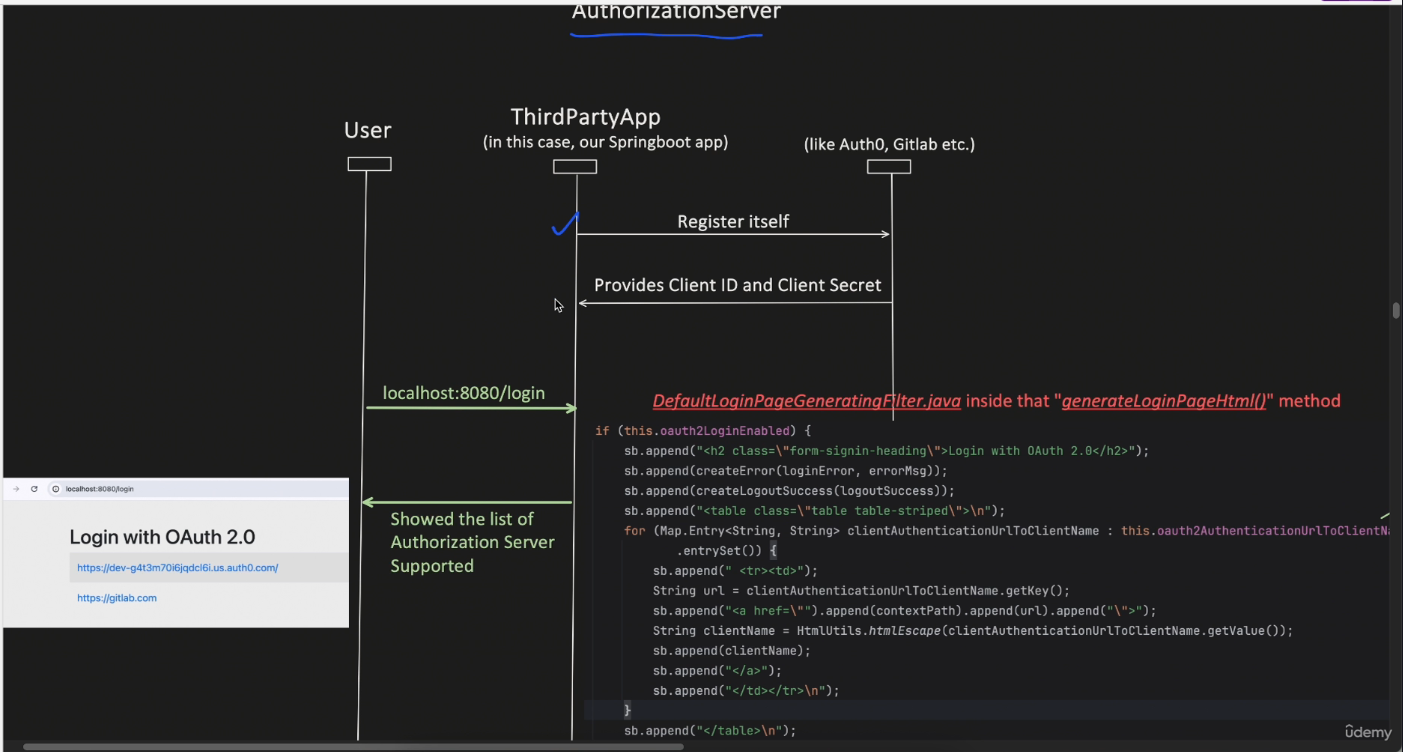 AuthorizationServer
User
ThirdPartyApp
(in this case, our Springboot app)
(like Auth0, Gitlab etc.)
Register itself
Provides Client ID and Client Secret
localhost:8080/login
DefaultLoginPageGeneratingFilter.java inside that "generateLoginPageHtml()" method
if (this.oauth2LoginEnabled) {
sb.append("<h2 class=\"form-signin-heading\">Login with OAuth 2.0</h2>");
sb.append(createError(loginError, errorMsg));
sb.append(createLogoutSuccess(logoutSuccess));
sb.append("<table class=\"table table-striped\">\n");
for (Map.Entry<String, String> clientAuthenticationUrlToClientName : this.oauth2AuthenticationUrlToClientNa
.entrySet()) {
sb.append(" <tr><td>");
String url = clientAuthenticationUrlToClientName.getKey();
sb.append("<a href=\"").append(contextPath).append(url).append("\">");
String clientName = HtmlUtils.htmlEscape(clientAuthenticationUrlToClientName.getValue());
sb.append(clientName);
sb.append("</a>");
sb.append("</td></tr>\n");
}
sb.append("</table>\n");
Showed the list of
Authorization Server
Supported
localhost:8080/login
Login with OAuth 2.0
https://dev-g4t3m70i6jqdcl6i.us.auth0.com/
https://gitlab.com
ûdemy